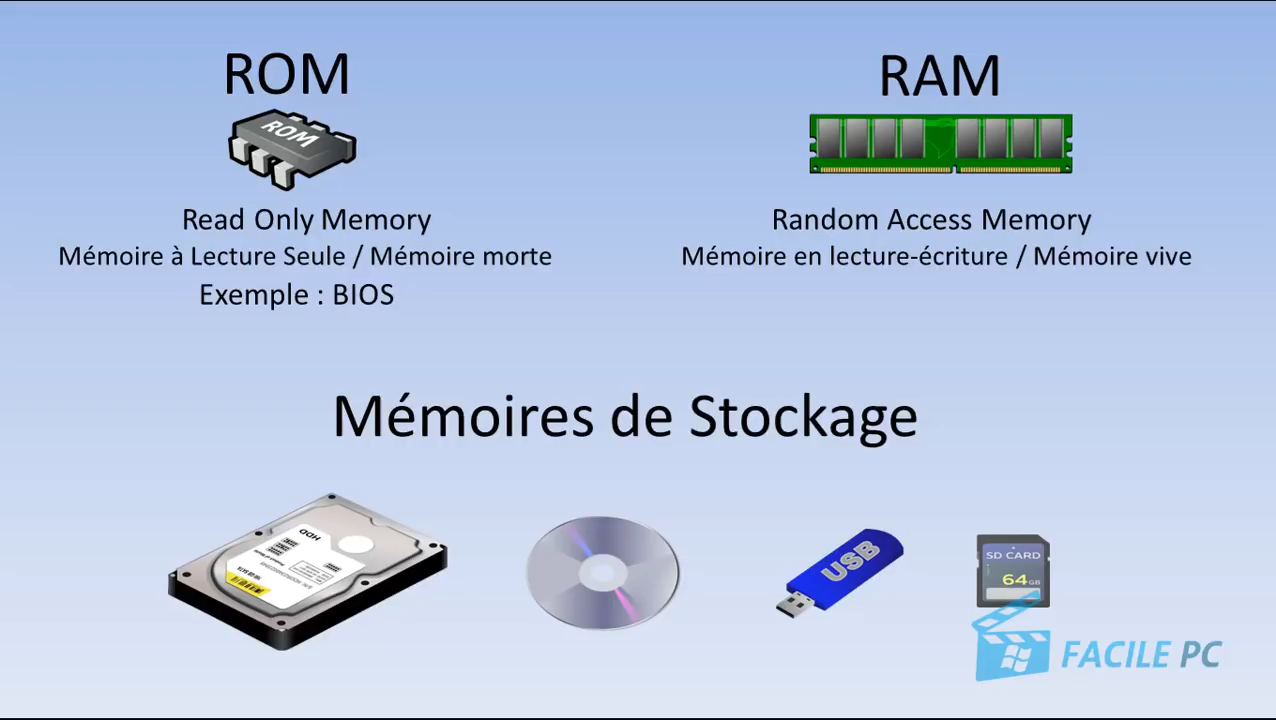 ROM
RAM
ROM
Read Only Memory
Random Access Memory
Mémoire à Lecture Seule / Mémoire morte
Mémoire en lecture-écriture / Mémoire vive
Exemple : BIOS
Mémoires de Stockage
HDD
USB
SD CARD
64GB
FACILE PC